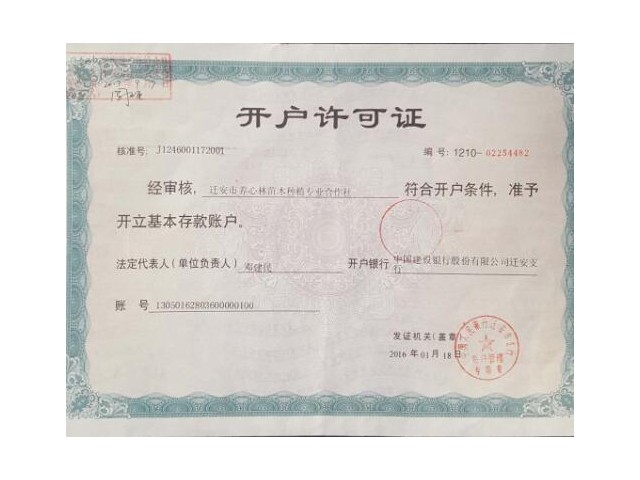 开户许可证
核准号: J1246001172001 编号: 1210-02254482
经审核, 迁安市养心林苗木种植专业合作社 符合开户条件, 准予
开立基本存款账户。
法定代表人(单位负责人) 邓建民 开户银行 中国建设银行股份有限公司迁安支行
账 号 13050162803600000100
发证机关(盖章)
2016 年 01 月 18 日